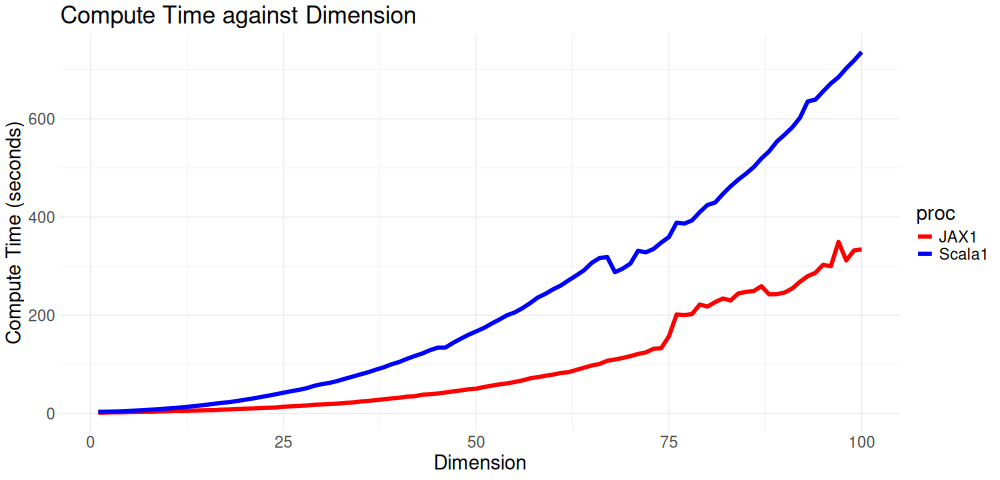 Compute Time against Dimension
Compute Time (seconds)
600
400
200
0
0
25
50
75
100
Dimension
proc
JAX1
Scala1